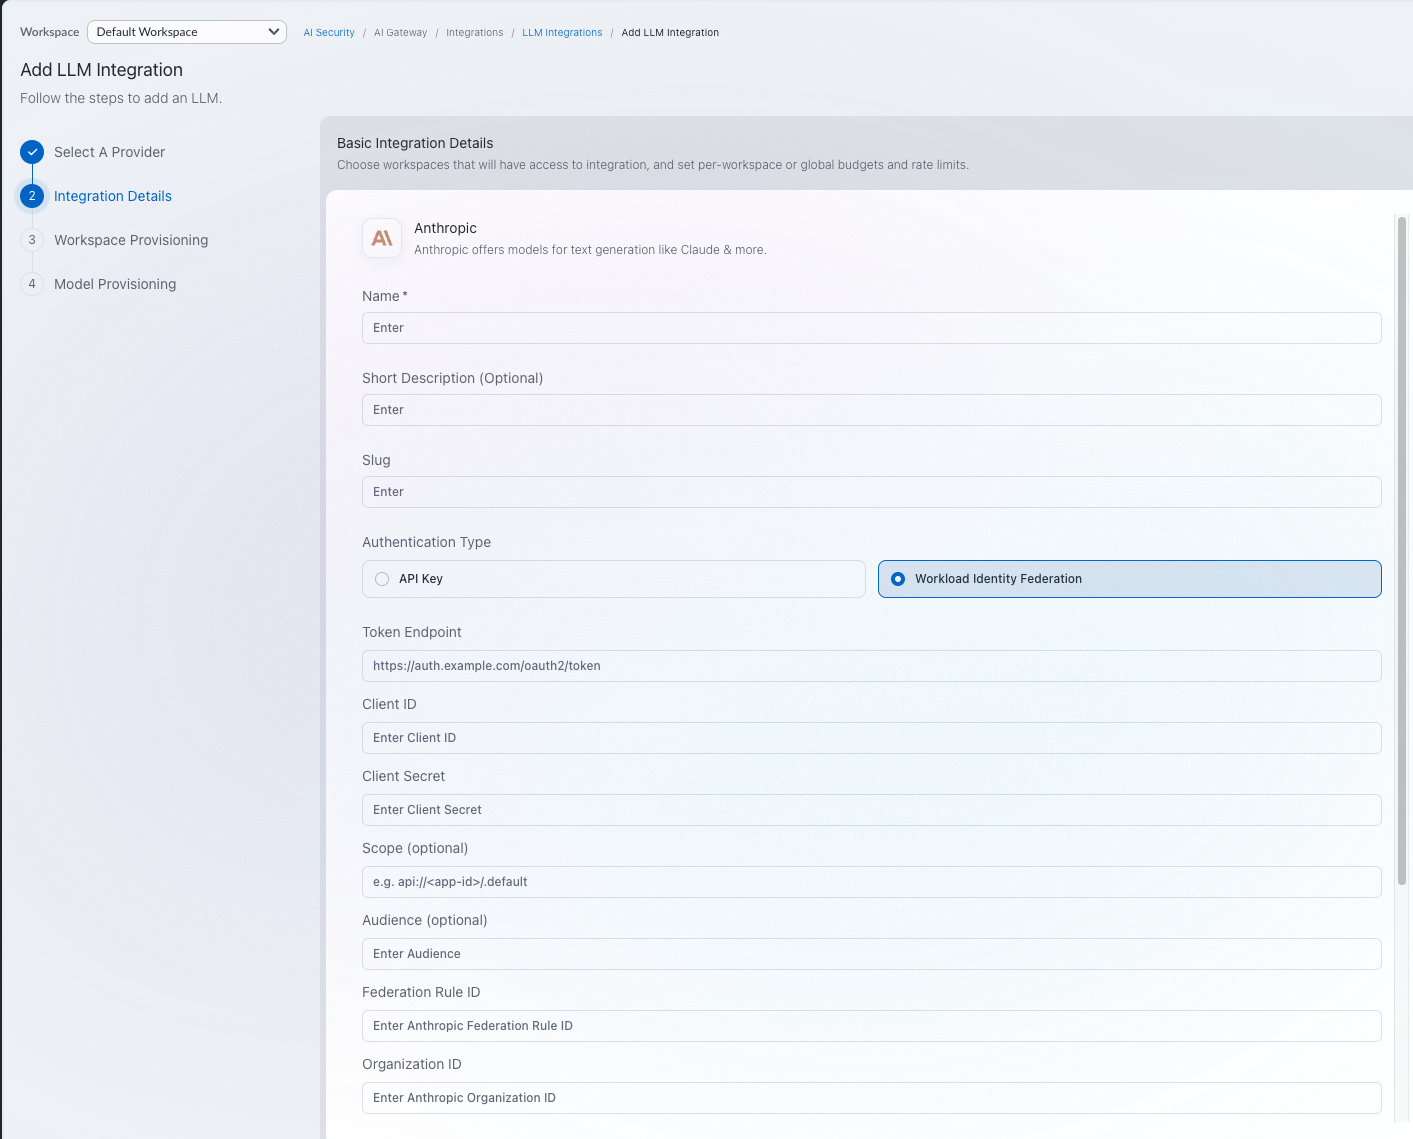 Workspace Default Workspace AI Security / AI Gateway / Integrations / LLM Integrations / Add LLM Integration
Add LLM Integration
Follow the steps to add an LLM.
Select A Provider
2 Integration Details
3 Workspace Provisioning
4 Model Provisioning
Basic Integration Details
Choose workspaces that will have access to integration, and set per-workspace or global budgets and rate limits.
Anthropic
Anthropic offers models for text generation like Claude & more.
Name *
Enter
Short Description (Optional)
Enter
Slug
Enter
Authentication Type
API Key Workload Identity Federation
Token Endpoint
https://auth.example.com/oauth2/token
Client ID
Enter Client ID
Client Secret
Enter Client Secret
Scope (optional)
e.g. api://<app-id>/.default
Audience (optional)
Enter Audience
Federation Rule ID
Enter Anthropic Federation Rule ID
Organization ID
Enter Anthropic Organization ID